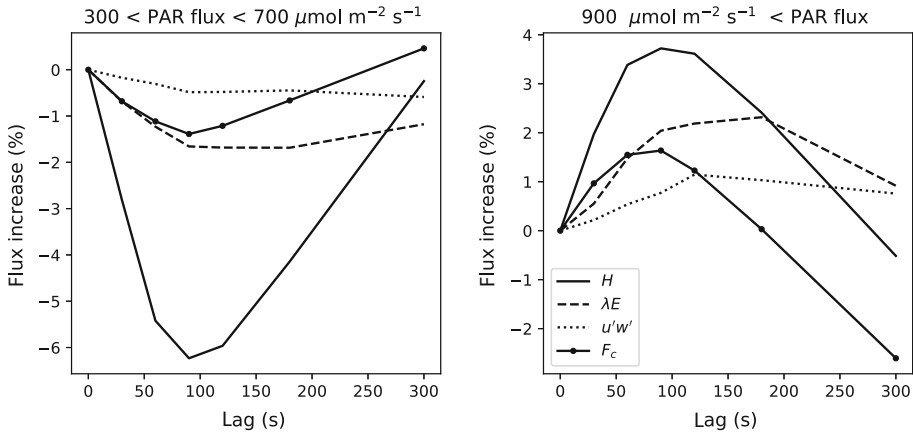 300 < PAR flux < 700 μmol m⁻² s⁻¹
Flux increase (%)
0
−1
−2
−3
−4
−5
−6
0 50 100 150 200 250 300
Lag (s)
900 μmol m⁻² s⁻¹ < PAR flux
Flux increase (%)
4
3
2
1
0
−1
−2
H
λE
u′w′
F_c
0 50 100 150 200 250 300
Lag (s)